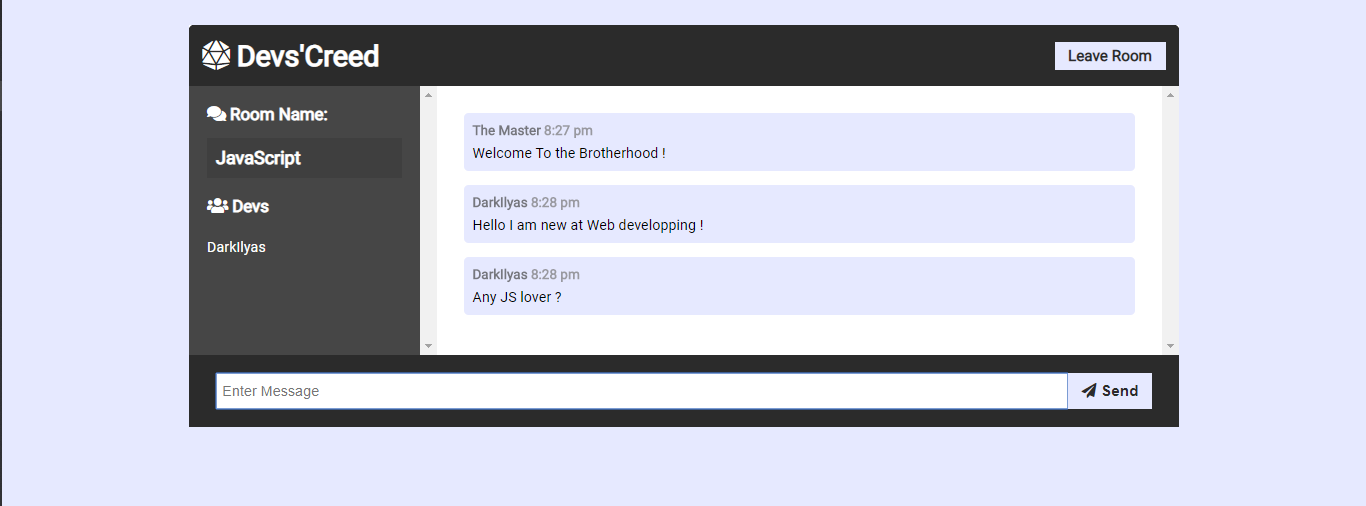 Devs'Creed
Leave Room
Room Name:
JavaScript
Devs
DarkIlyas
The Master 8:27 pm
Welcome To the Brotherhood !
DarkIlyas 8:28 pm
Hello I am new at Web developping !
DarkIlyas 8:28 pm
Any JS lover ?
Enter Message
Send